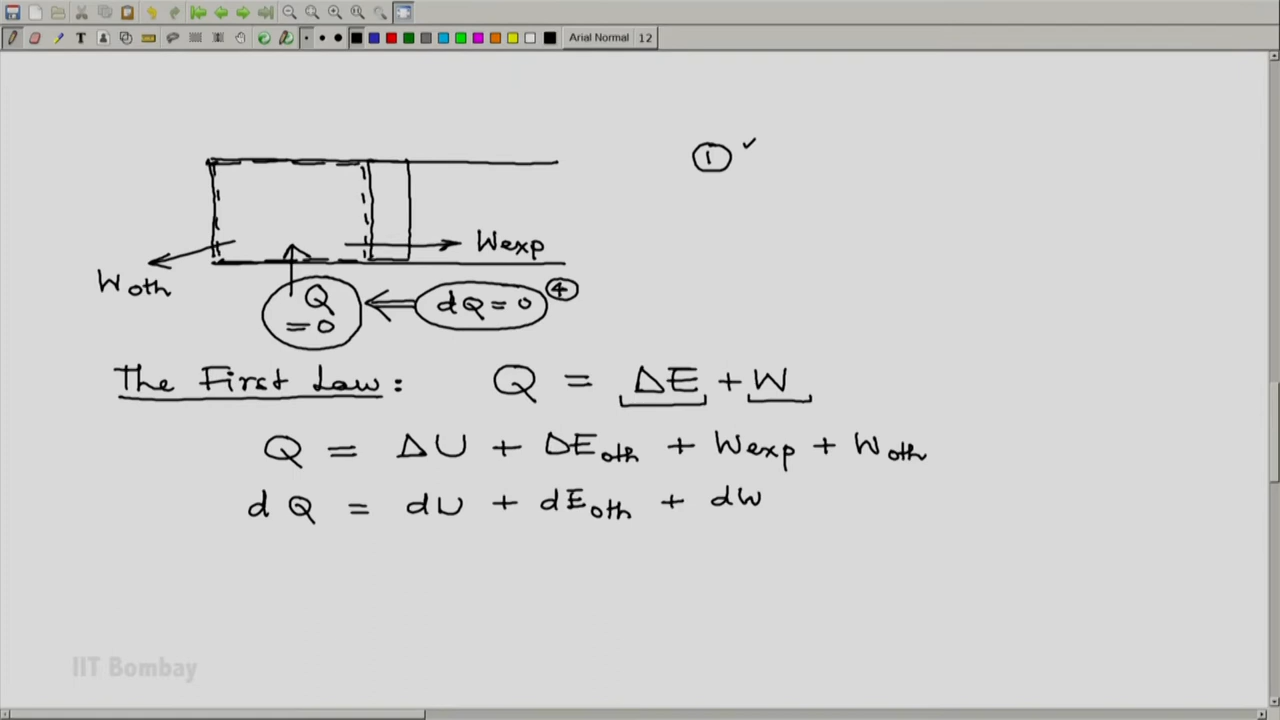 Arial Normal 12
① ✓
Wexp
Woth
Q = 0
dQ = 0 ④
The First Law: Q = ΔE + W
Q = ΔU + ΔEoth + Wexp + Woth
dQ = dU + dEoth + dW
IIT Bombay